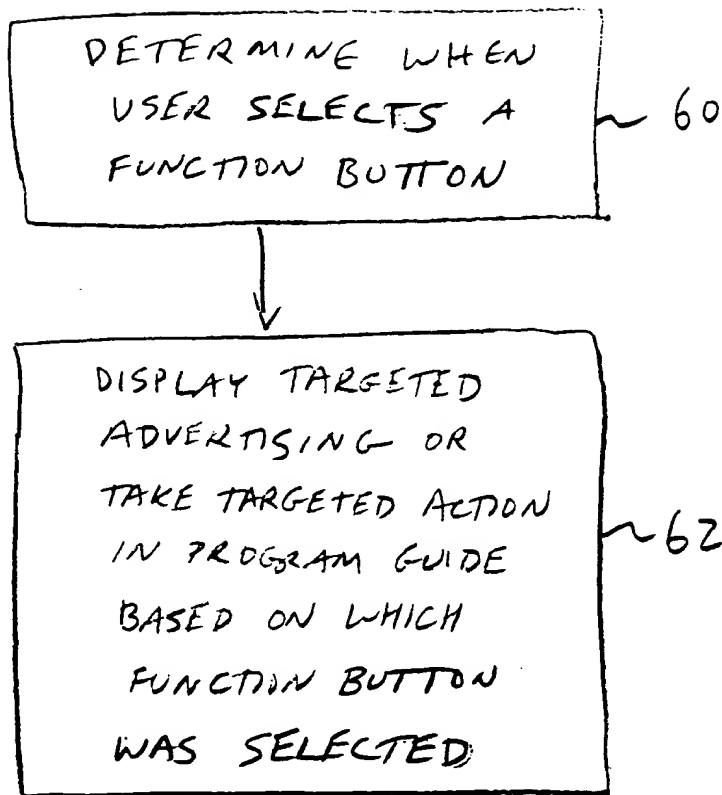 DETERMINE WHEN
USER SELECTS A
FUNCTION BUTTON
60
DISPLAY TARGETED
ADVERTISING OR
TAKE TARGETED ACTION
IN PROGRAM GUIDE
BASED ON WHICH
FUNCTION BUTTON
WAS SELECTED
62